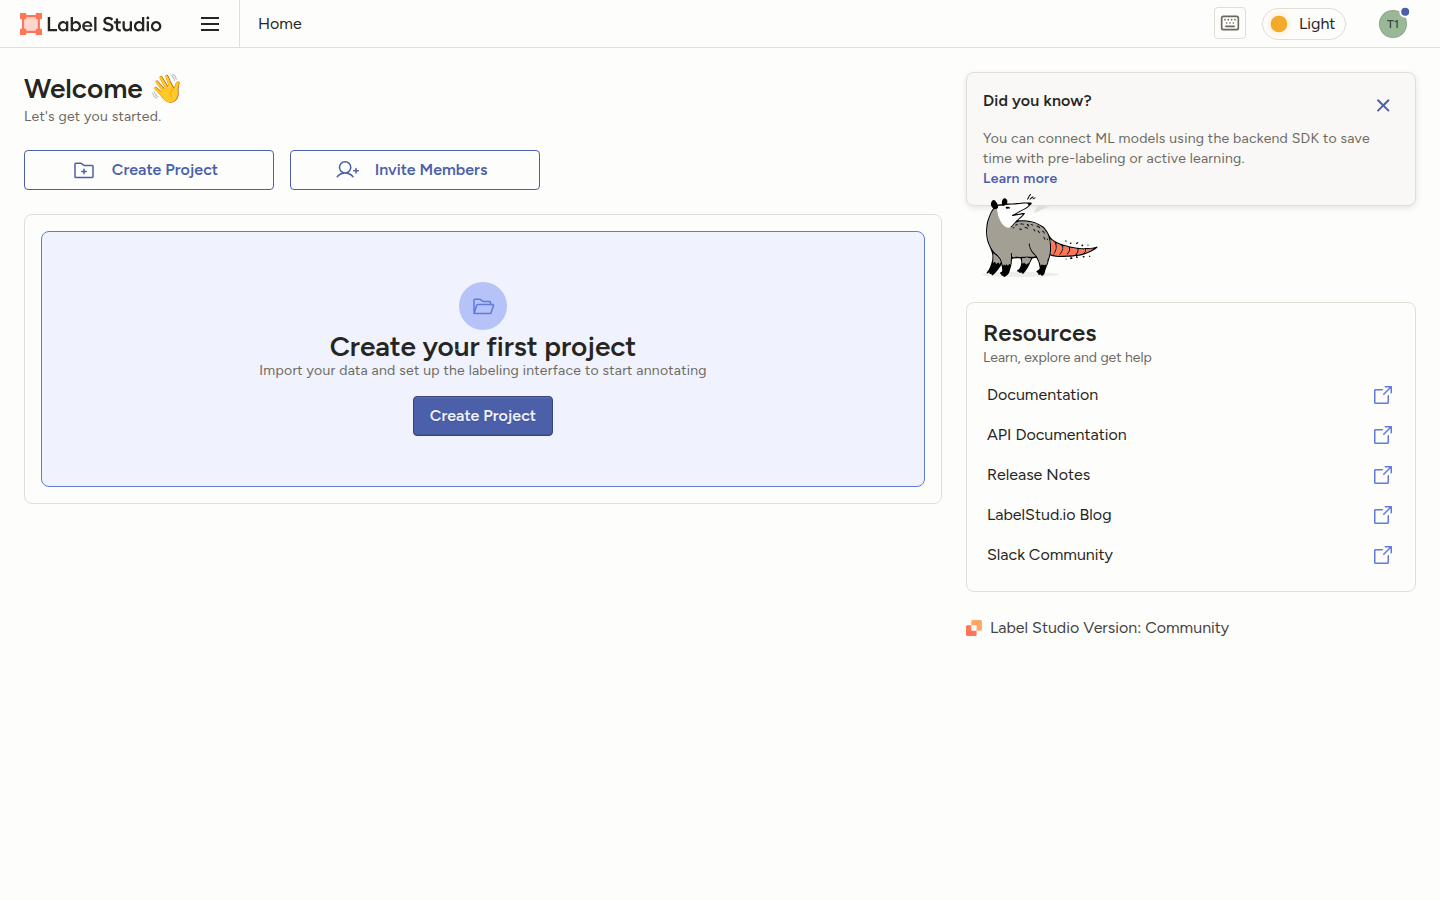 Label Studio
Home
Light
T1
Welcome 👋
Let's get you started.
Create Project
Invite Members
Create your first project
Import your data and set up the labeling interface to start annotating
Create Project
Did you know?
You can connect ML models using the backend SDK to save
time with pre-labeling or active learning.
Learn more
Resources
Learn, explore and get help
Documentation
API Documentation
Release Notes
LabelStud.io Blog
Slack Community
Label Studio Version: Community